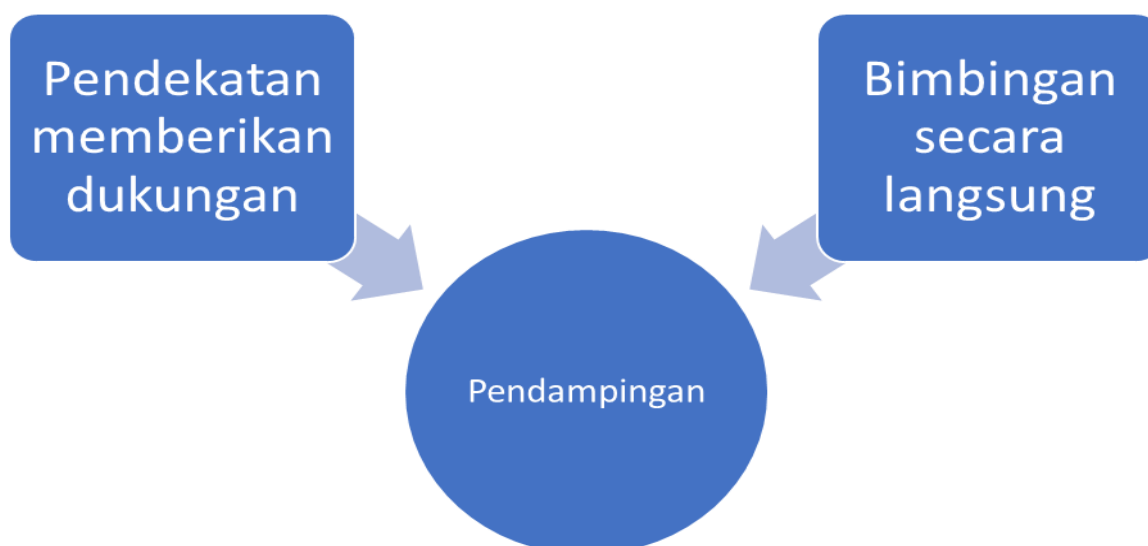 Pendekatan
memberikan
dukungan
Bimbingan
secara
langsung
Pendampingan